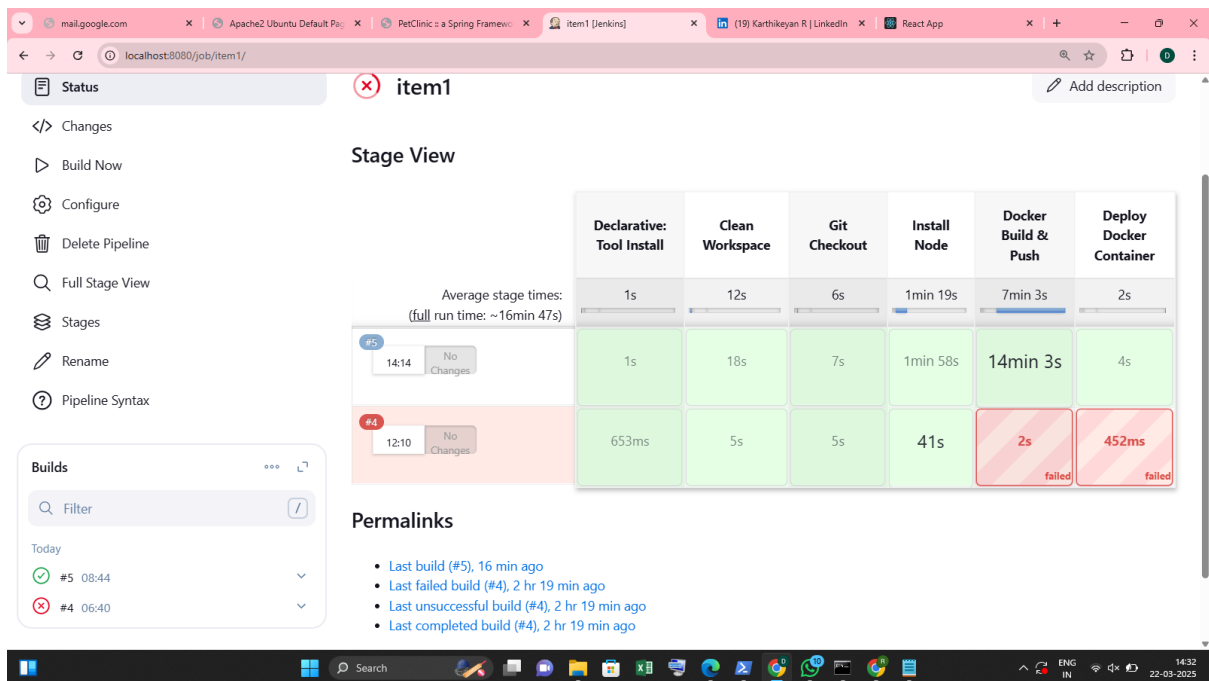 mail.google.com
Apache2 Ubuntu Default Pag
PetClinic :: a Spring Framewo
item1 [Jenkins]
(19) Karthikeyan R | LinkedIn
React App
localhost:8080/job/item1/
D
Status
Changes
Build Now
Configure
Delete Pipeline
Full Stage View
Stages
Rename
Pipeline Syntax
Builds
Filter
/
Today
#5 08:44
#4 06:40
item1
Add description
Stage View
Declarative:
Tool Install
Clean
Workspace
Git
Checkout
Install
Node
Docker
Build &
Push
Deploy
Docker
Container
Average stage times:
(full run time: ~16min 47s)
1s
12s
6s
1min 19s
7min 3s
2s
#5
14:14
No
Changes
1s
18s
7s
1min 58s
14min 3s
4s
#4
12:10
No
Changes
653ms
5s
5s
41s
2s
failed
452ms
failed
Permalinks
Last build (#5), 16 min ago
Last failed build (#4), 2 hr 19 min ago
Last unsuccessful build (#4), 2 hr 19 min ago
Last completed build (#4), 2 hr 19 min ago
Search
ENG
IN
14:32
22-03-2025